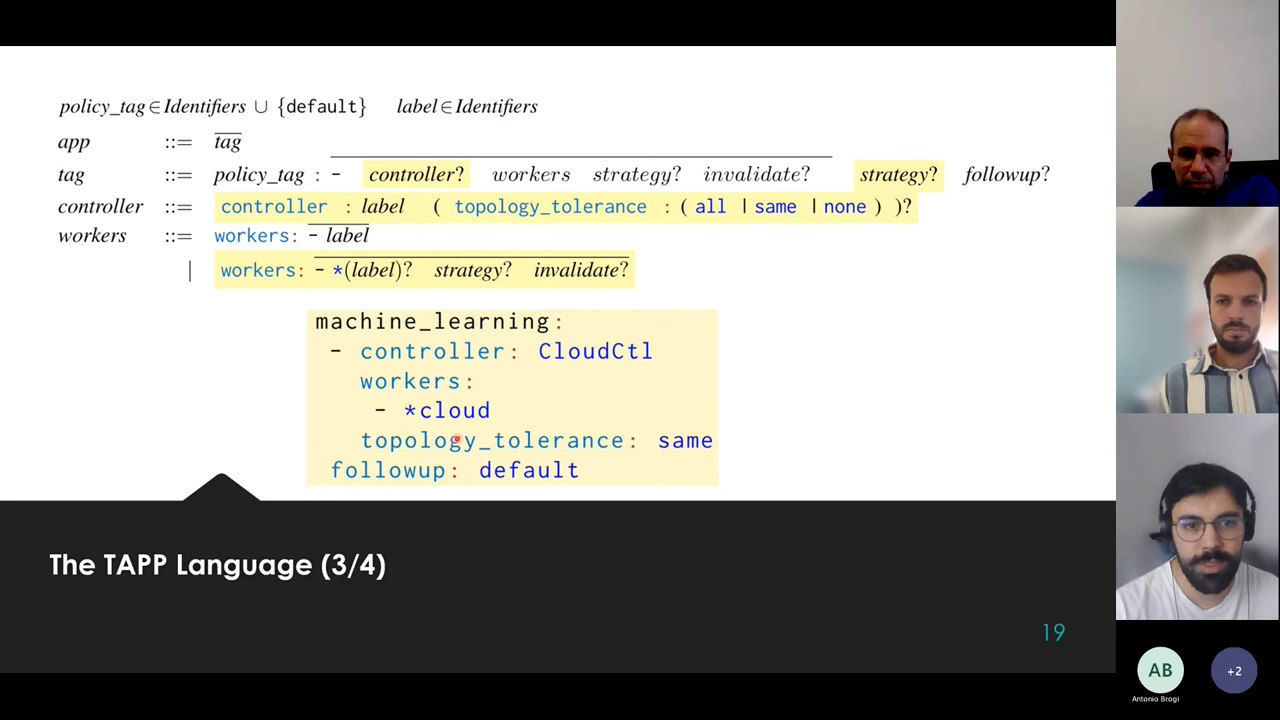 policy_tag ∈ Identifiers ∪ {default} label ∈ Identifiers
app ::= tag
tag ::= policy_tag : - controller? workers strategy? invalidate? strategy? followup?
controller ::= controller : label ( topology_tolerance : ( all | same | none ) )?
workers ::= workers: - label
| workers: - *(label)? strategy? invalidate?
machine_learning:
- controller: CloudCtl
workers:
- *cloud
topology_tolerance: same
followup: default
The TAPP Language (3/4)
19
AB
Antonio Brogi
+2